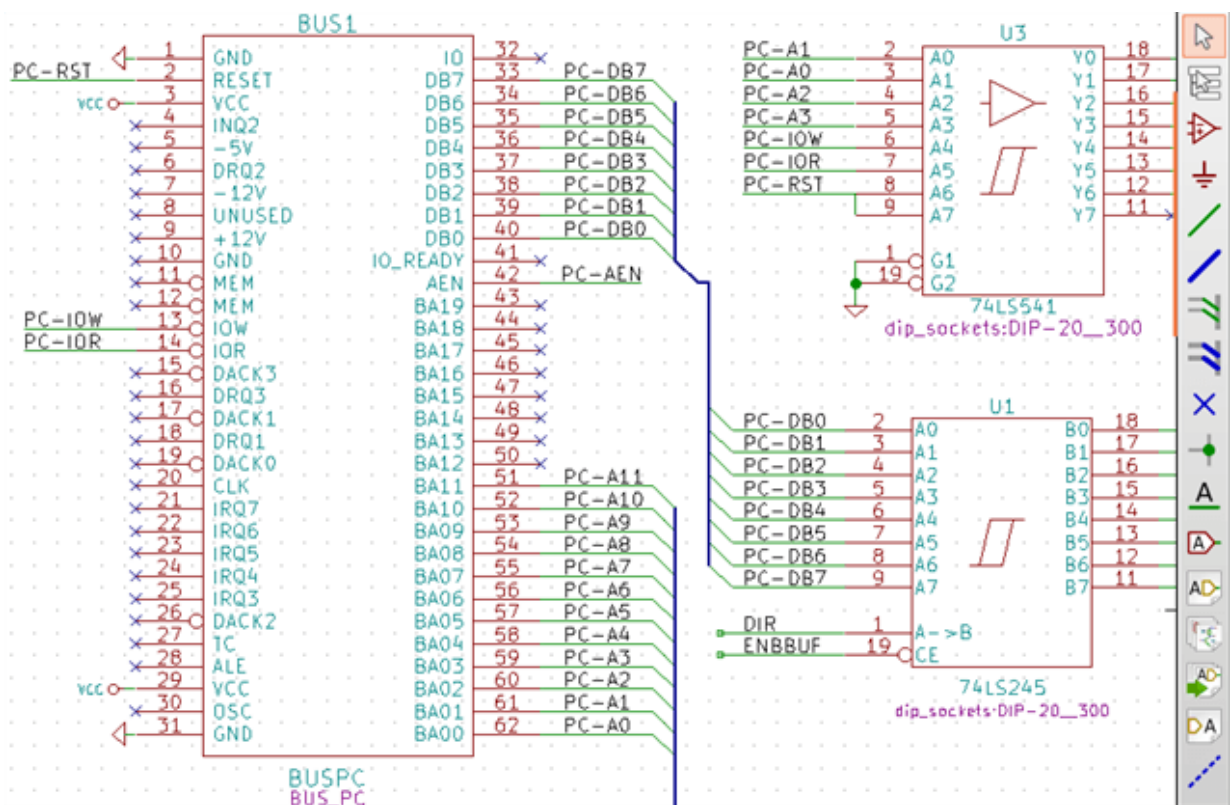 BUS1
PC-RST
VCC
VCC
PC-IOW
PC-IOR
1 GND
2 RESET
3 VCC
4 INQ2
5 -5V
6 DRQ2
7 -12V
8 UNUSED
9 +12V
10 GND
11 MEM
12 MEM
13 IOW
14 IOR
15 DACK3
16 DRQ3
17 DACK1
18 DRQ1
19 DACK0
20 CLK
21 IRQ7
22 IRQ6
23 IRQ5
24 IRQ4
25 IRQ3
26 DACK2
27 TC
28 ALE
29 VCC
30 OSC
31 GND
IO 32
DB7 33 PC-DB7
DB6 34 PC-DB6
DB5 35 PC-DB5
DB4 36 PC-DB4
DB3 37 PC-DB3
DB2 38 PC-DB2
DB1 39 PC-DB1
DB0 40 PC-DB0
IO_READY 41
AEN 42 PC-AEN
BA19 43
BA18 44
BA17 45
BA16 46
BA15 47
BA14 48
BA13 49
BA12 50
BA11 51 PC-A11
BA10 52 PC-A10
BA09 53 PC-A9
BA08 54 PC-A8
BA07 55 PC-A7
BA06 56 PC-A6
BA05 57 PC-A5
BA04 58 PC-A4
BA03 59 PC-A3
BA02 60 PC-A2
BA01 61 PC-A1
BA00 62 PC-A0
BUSPC
BUS_PC
U3
PC-A1 2 A0 Y0 18
PC-A0 3 A1 Y1 17
PC-A2 4 A2 Y2 16
PC-A3 5 A3 Y3 15
PC-IOW 6 A4 Y4 14
PC-IOR 7 A5 Y5 13
PC-RST 8 A6 Y6 12
9 A7 Y7 11
1 G1
19 G2
74LS541
dip_sockets:DIP-20__300
U1
PC-DB0 2 A0 B0 18
PC-DB1 3 A1 B1 17
PC-DB2 4 A2 B2 16
PC-DB3 5 A3 B3 15
PC-DB4 6 A4 B4 14
PC-DB5 7 A5 B5 13
PC-DB6 8 A6 B6 12
PC-DB7 9 A7 B7 11
DIR 1 A->B
ENBBUF 19 CE
74LS245
dip_sockets:DIP-20__300
A
A
AD
AD
DA